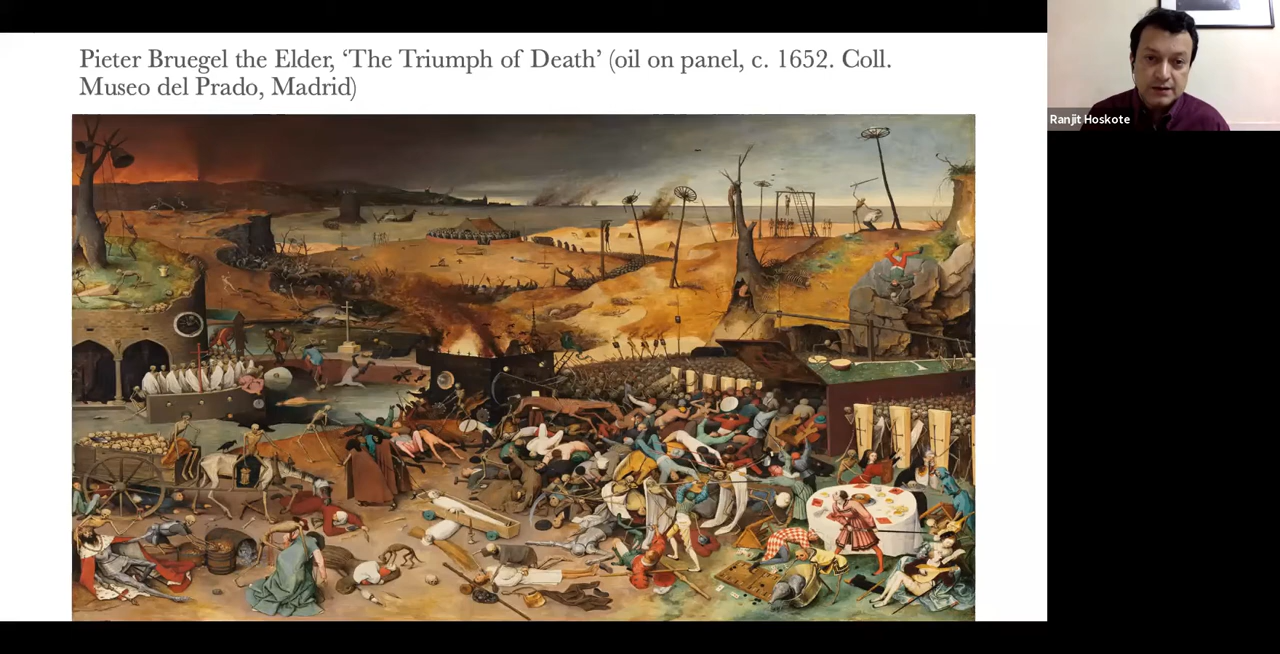 Pieter Bruegel the Elder, ‘The Triumph of Death’ (oil on panel, c. 1652. Coll.
Museo del Prado, Madrid)
Ranjit Hoskote